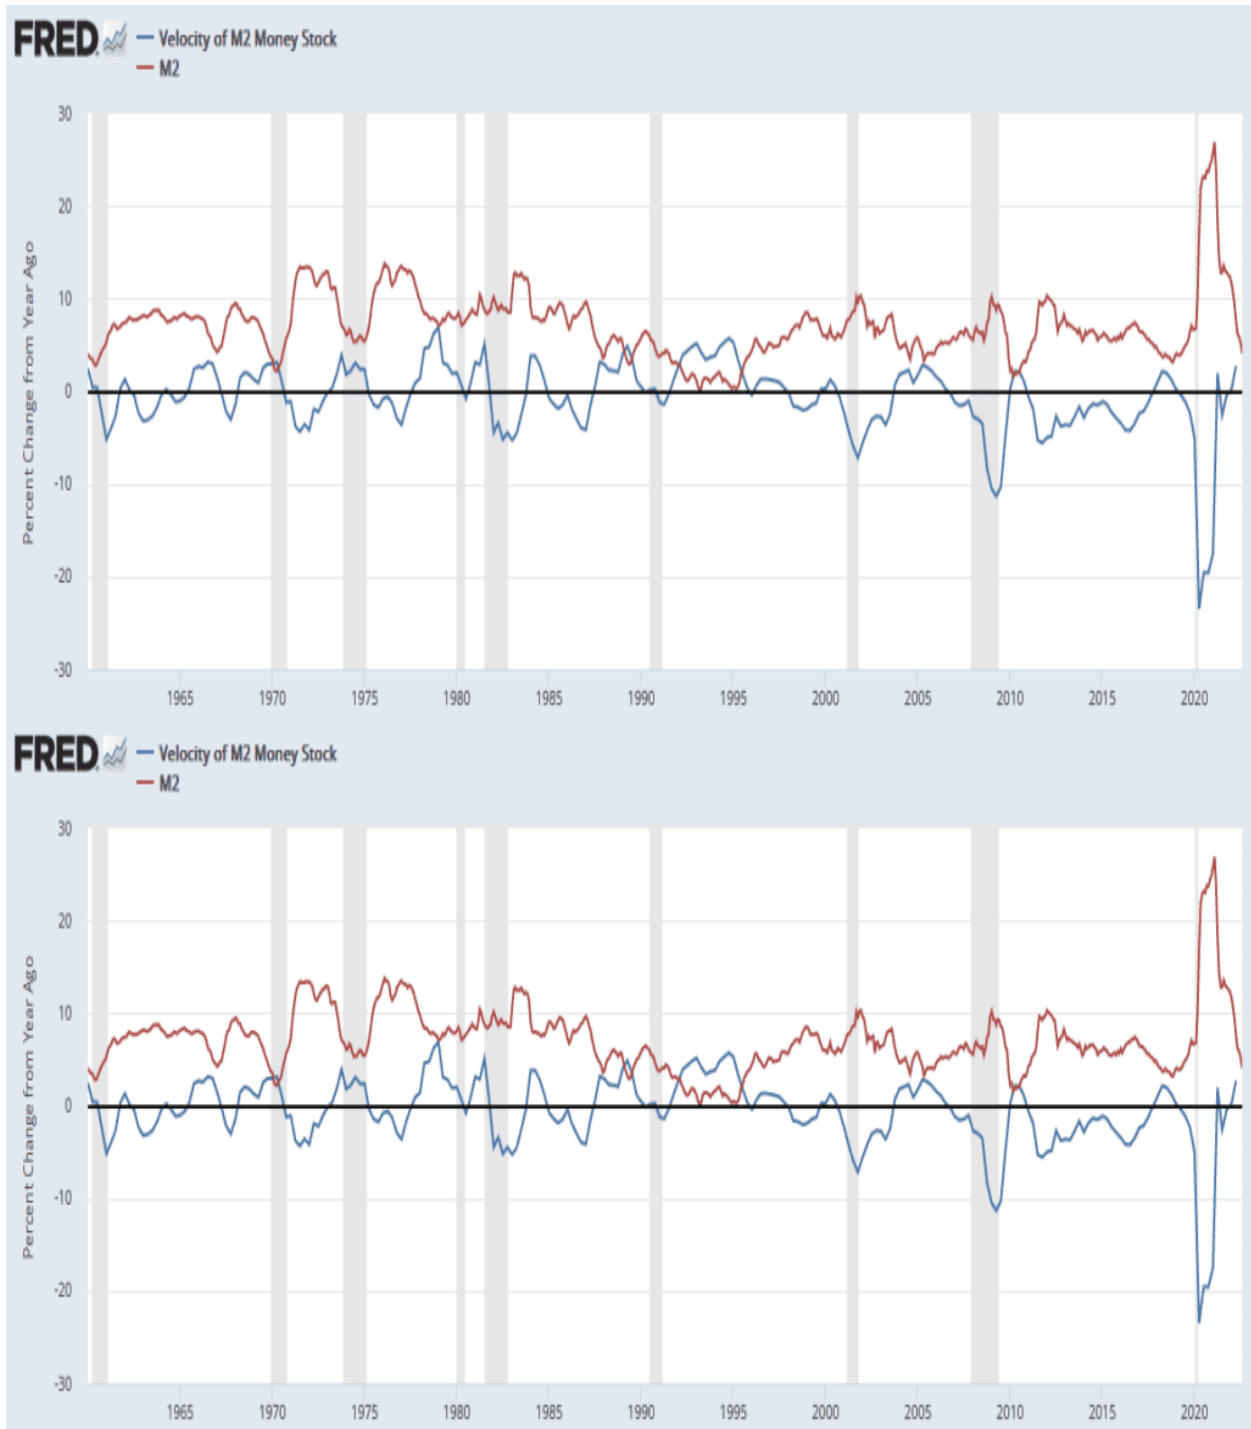 FRED
Velocity of M2 Money Stock
M2
Percent Change from Year Ago
30
20
10
0
-10
-20
-30
1965 1970 1975 1980 1985 1990 1995 2000 2005 2010 2015 2020
FRED
Velocity of M2 Money Stock
M2
Percent Change from Year Ago
30
20
10
0
-10
-20
-30
1965 1970 1975 1980 1985 1990 1995 2000 2005 2010 2015 2020